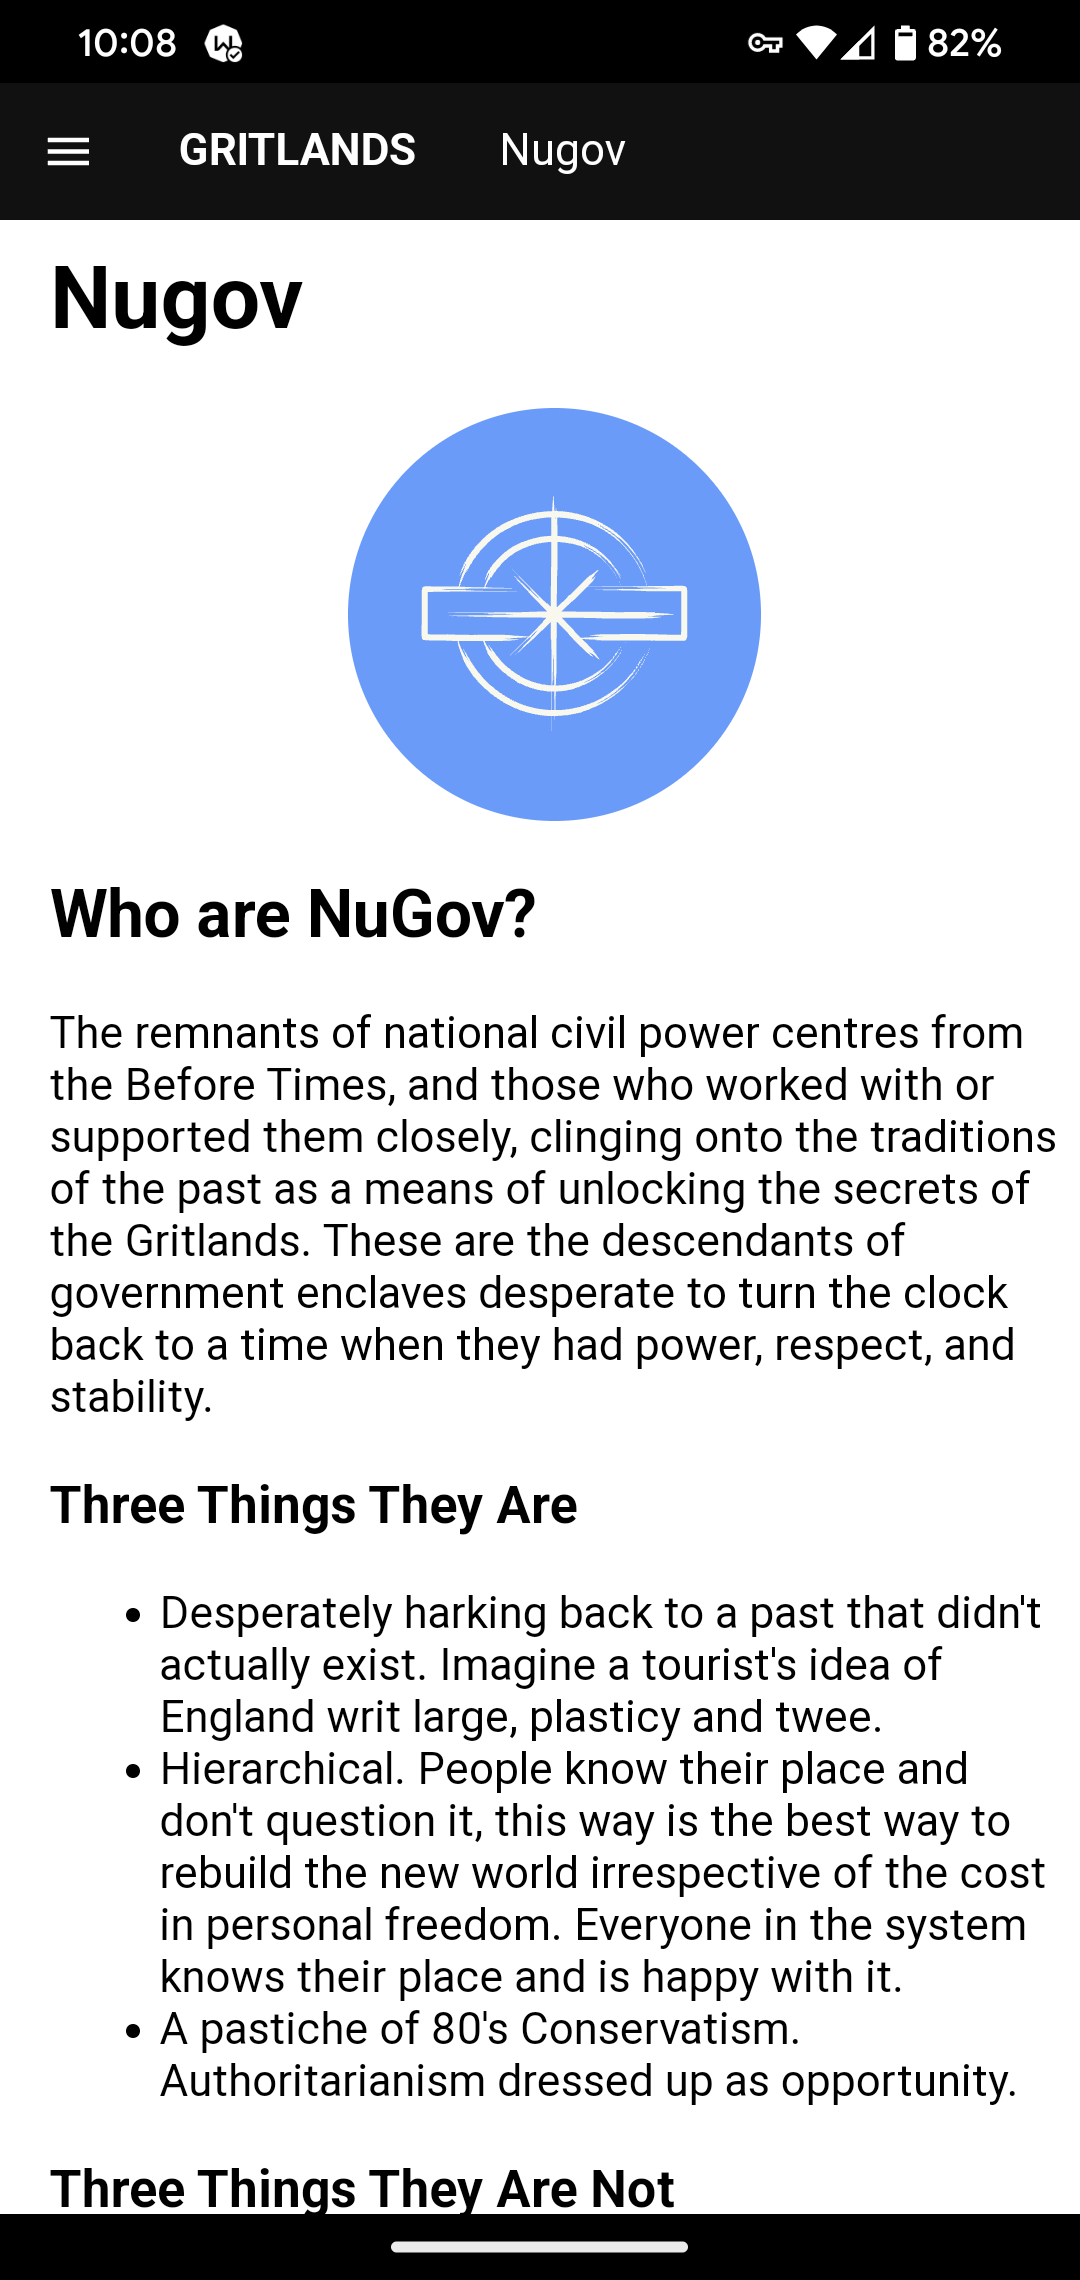 10:08
82%
GRITLANDS Nugov
Nugov
Who are NuGov?
The remnants of national civil power centres from
the Before Times, and those who worked with or
supported them closely, clinging onto the traditions
of the past as a means of unlocking the secrets of
the Gritlands. These are the descendants of
government enclaves desperate to turn the clock
back to a time when they had power, respect, and
stability.
Three Things They Are
• Desperately harking back to a past that didn't
actually exist. Imagine a tourist's idea of
England writ large, plasticy and twee.
• Hierarchical. People know their place and
don't question it, this way is the best way to
rebuild the new world irrespective of the cost
in personal freedom. Everyone in the system
knows their place and is happy with it.
• A pastiche of 80's Conservatism.
Authoritarianism dressed up as opportunity.
Three Things They Are Not